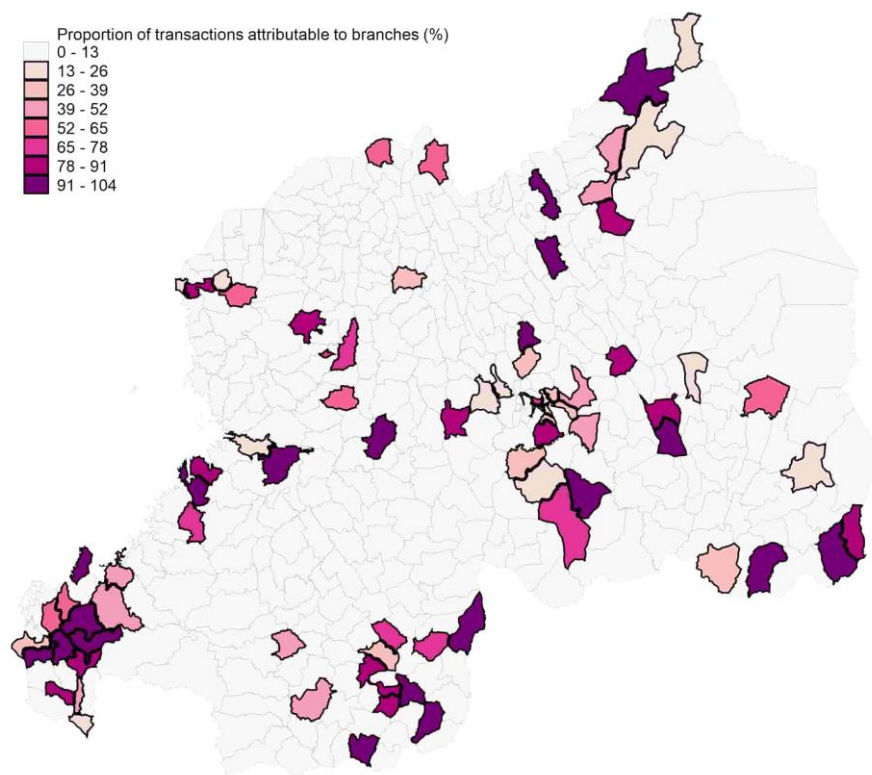 Proportion of transactions attributable to branches (%)
0 - 13
13 - 26
26 - 39
39 - 52
52 - 65
65 - 78
78 - 91
91 - 104